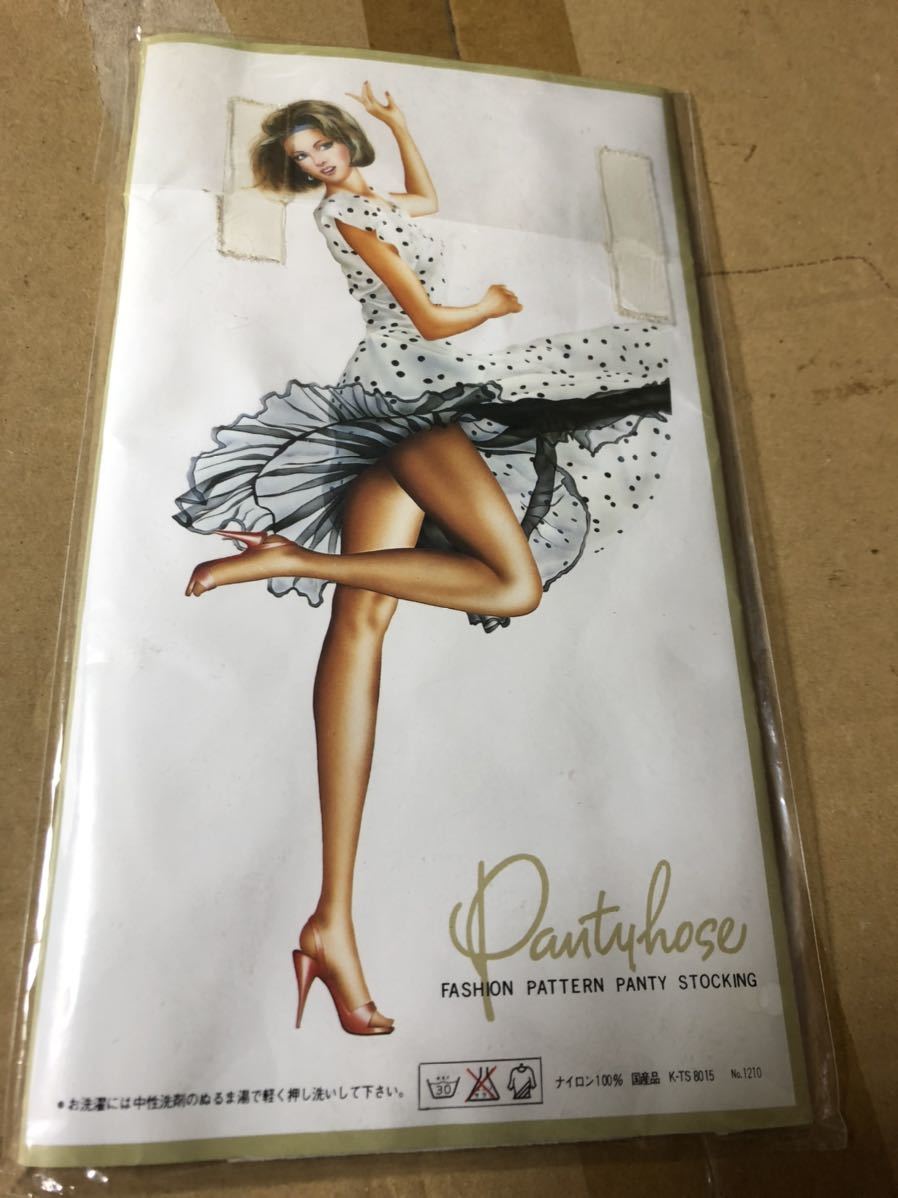 Pantyhose
FASHION PATTERN PANTY STOCKING
30
ナイロン100% 国産品 K-TS 8015 No.1210
*お洗濯には中性洗剤のぬるま湯で軽く押し洗いして下さい。